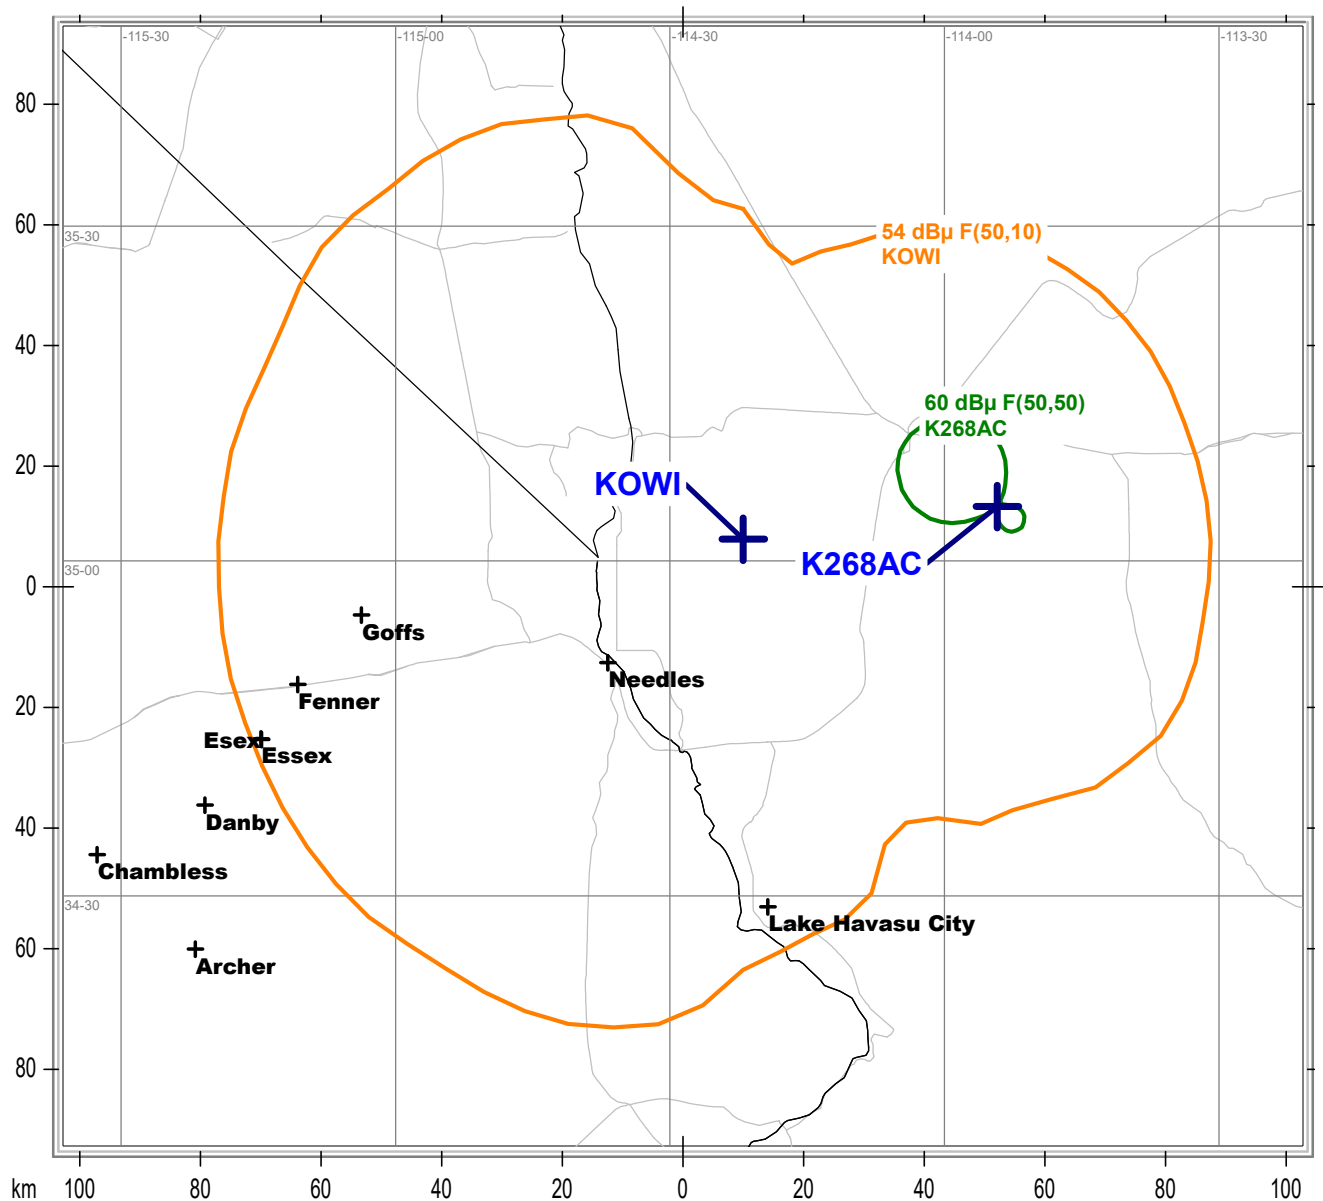 -115-30
-115-00
-114-30
-114-00
-113-30
80
60
35-30
54 dBµ F(50,10)
KOWI
40
60 dBµ F(50,50)
K268AC
20
KOWI
K268AC
35-00
0
Goffs
Needles
Fenner
20
Esex
Essex
Danby
40
Chambless
34-30
Lake Havasu City
60
Archer
80
km 100 80 60 40 20 0 20 40 60 80 100